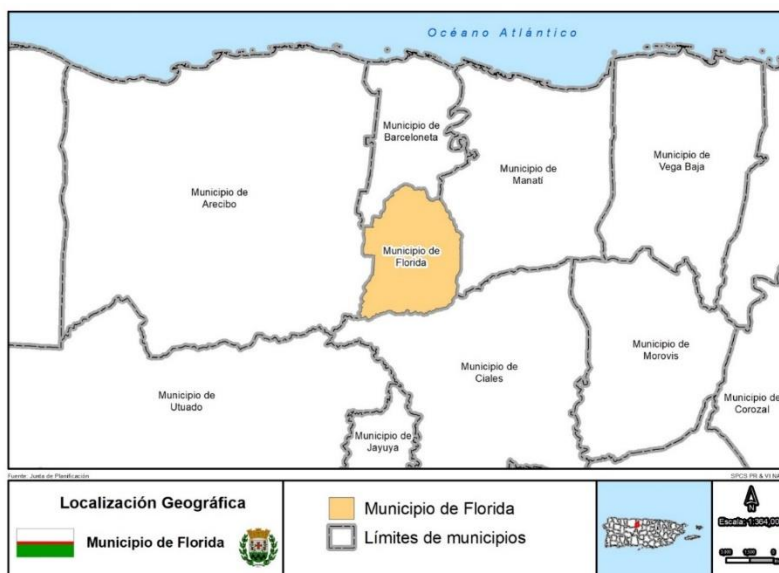 Océano Atlántico
Municipio de
Barceloneta
Municipio de
Manatí
Municipio de
Vega Baja
Municipio de
Arecibo
Municipio de
Florida
Municipio de
Ciales
Municipio de
Morovis
Municipio de
Utuado
Municipio de
Jayuya
Municipio de
Corozal
Fuente: Junta de Planificación
Localización Geográfica
Municipio de Florida
Municipio de Florida
Límites de municipios
N